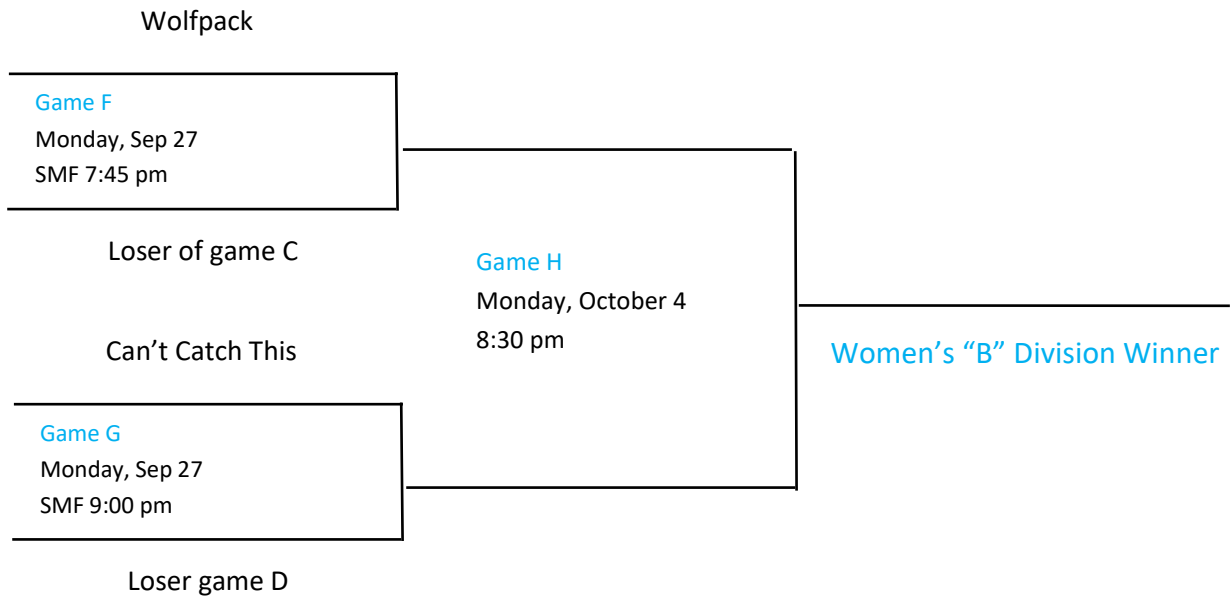 Wolfpack
Game F
Monday, Sep 27
SMF 7:45 pm
Loser of game C
Game H
Monday, October 4
8:30 pm
Can’t Catch This
Women’s “B” Division Winner
Game G
Monday, Sep 27
SMF 9:00 pm
Loser game D